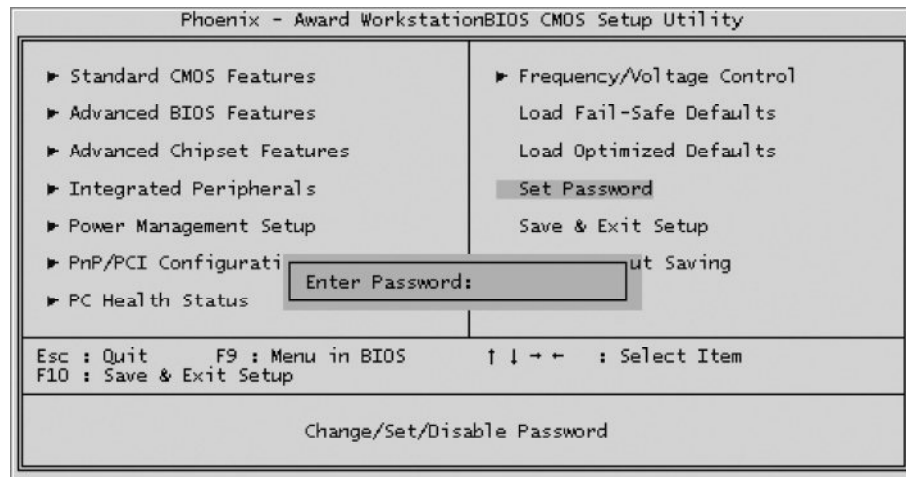 Phoenix - Award WorkstationBIOS CMOS Setup Utility
► Standard CMOS Features
► Advanced BIOS Features
► Advanced Chipset Features
► Integrated Peripherals
► Power Management Setup
► PnP/PCI Configurati
► PC Health Status
► Frequency/Voltage Control
Load Fail-Safe Defaults
Load Optimized Defaults
Set Password
Save & Exit Setup
ut Saving
Enter Password:
Esc : Quit F9 : Menu in BIOS ↑ ↓ → ← : Select Item
F10 : Save & Exit Setup
Change/Set/Disable Password